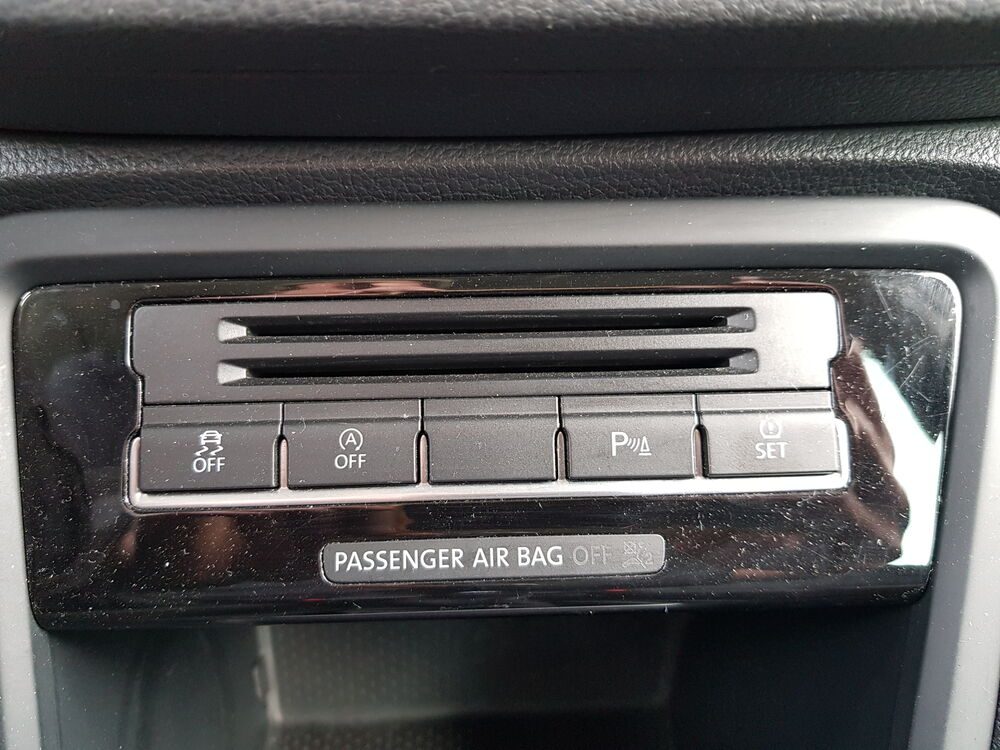 OFF
A
OFF
P
SET
PASSENGER AIR BAG OFF